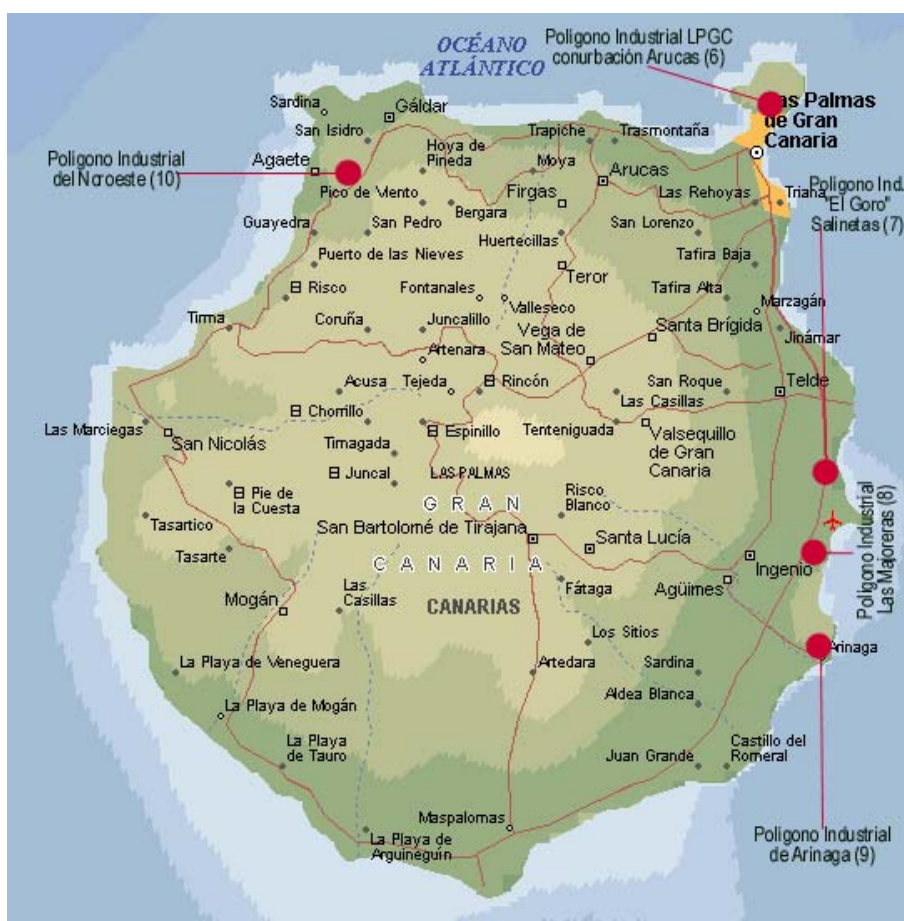 OCÉANO
ATLÁNTICO
Poligono Industrial LPGC
conurbación Arucas (6)
Sardina
Gáldar
San Isidro
Hoya de
Pineda
Trapiche
Trasmontaña
as Palmas
de Gran
Canaria
Poligono Industrial
del Noroeste (10)
Agaete
Moya
Arucas
Poligono Ind.
"El Goro"
Salinetas (7)
Pico de Viento
Firgas
Las Rehoyas
Triana
Guayedra
San Pedro
Bergara
Huertecillas
San Lorenzo
Puerto de las Nieves
Teror
Tafira Baja
Risco
Fontanales
Valleseco
Tafira Alta
Marzagán
Tirma
Coruña
Juncalillo
Vega de
San Mateo
Santa Brígida
Jinámar
Artenara
Acusa
Tejeda
Rincón
San Roque
Telde
Chorrillo
Las Casillas
Las Marciegas
San Nicolás
Timagada
Espinillo
Tenteniguada
Valsequillo
de Gran
Canaria
Juncal
LAS PALMAS
Pie de
la Cuesta
GRAN
CANARIA
Risco
Blanco
Tasartico
San Bartolomé de Tirajana
Santa Lucía
Tasarte
Ingenio
Poligono Industrial
Las Majoreras (8)
Mogán
Las
Casillas
CANARIAS
Fátaga
Agüimes
Los Sitios
Arinaga
La Playa de Veneguera
Artedara
Sardina
La Playa de Mogán
Aldea Blanca
La Playa
de Tauro
Juan Grande
Castillo del
Romeral
Maspalomas
La Playa de
Arguineguín
Poligono Industrial
de Arinaga (9)